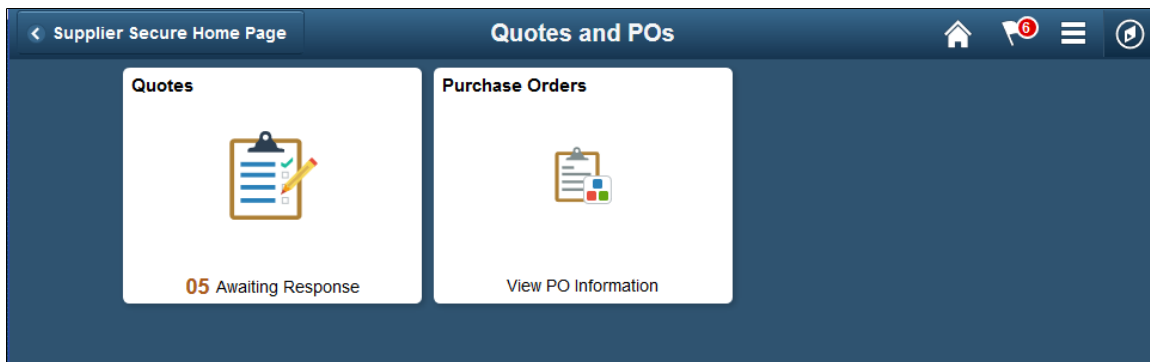 Supplier Secure Home Page
Quotes and POs
6
Quotes
Purchase Orders
05 Awaiting Response
View PO Information